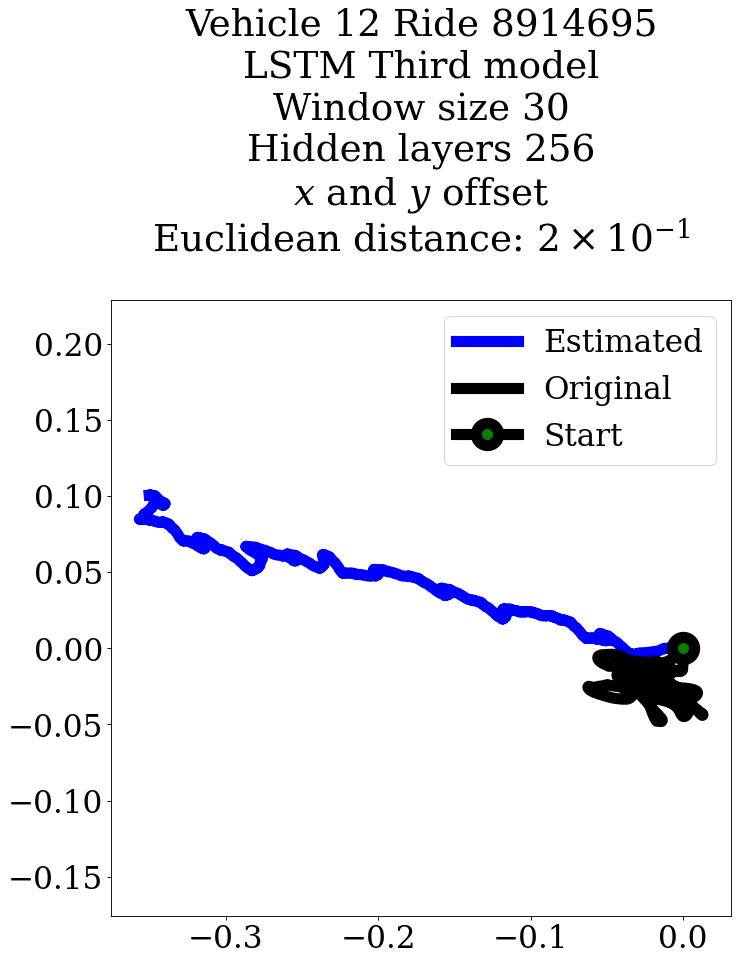 Vehicle 12 Ride 8914695
LSTM Third model
Window size 30
Hidden layers 256
x and y offset
Euclidean distance: 2 × 10⁻¹
Estimated
Original
Start
0.20
0.15
0.10
0.05
0.00
−0.05
−0.10
−0.15
−0.3 −0.2 −0.1 0.0